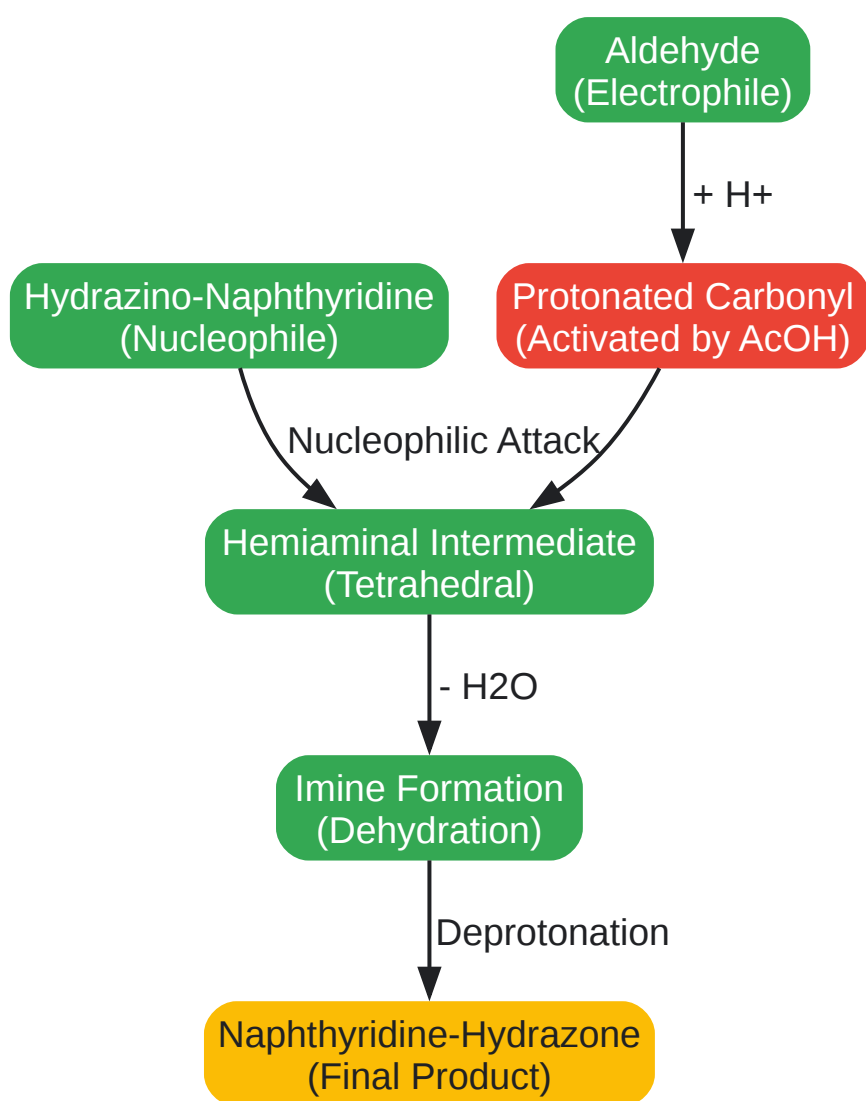 Aldehyde
(Electrophile)
+ H+
Hydrazino-Naphthyridine
(Nucleophile)
Protonated Carbonyl
(Activated by AcOH)
Nucleophilic Attack
Hemiaminal Intermediate
(Tetrahedral)
- H2O
Imine Formation
(Dehydration)
Deprotonation
Naphthyridine-Hydrazone
(Final Product)